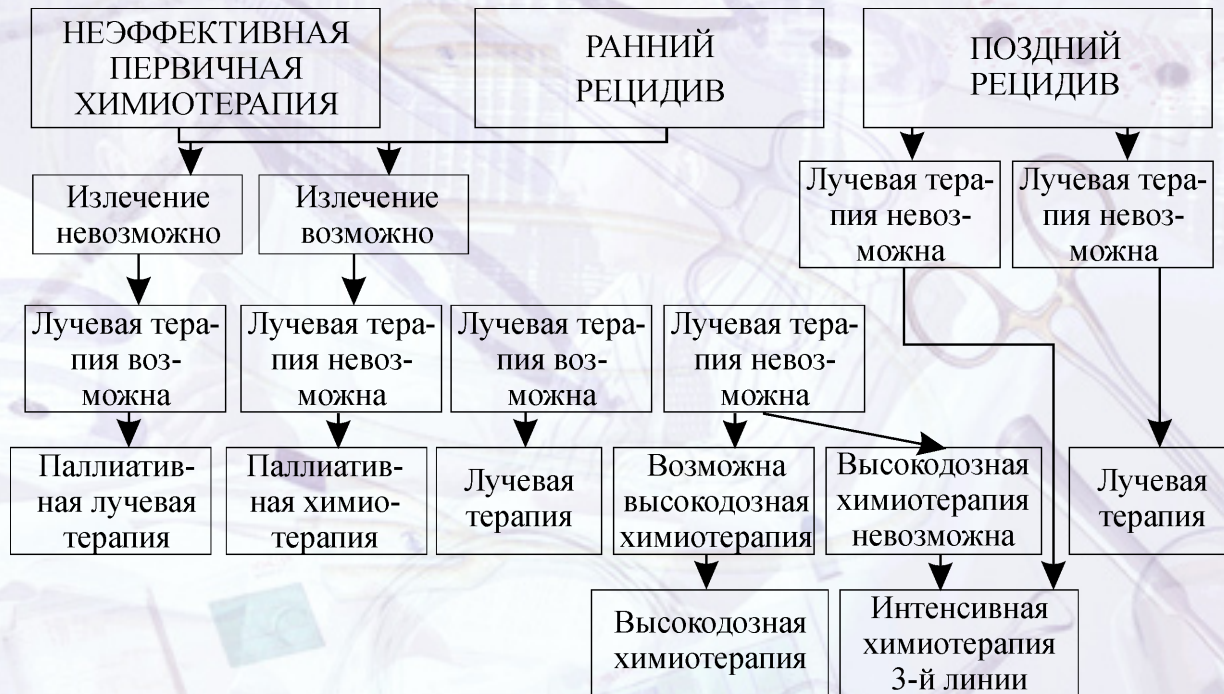 НЕЭФФЕКТИВНАЯ
ПЕРВИЧНАЯ
ХИМИОТЕРАПИЯ
РАННИЙ
РЕЦИДИВ
ПОЗДНИЙ
РЕЦИДИВ
Излечение
невозможно
Излечение
возможно
Лучевая тера-
пия невоз-
можна
Лучевая тера-
пия невоз-
можна
Лучевая тера-
пия воз-
можна
Лучевая тера-
пия невоз-
можна
Лучевая тера-
пия воз-
можна
Лучевая тера-
пия невоз-
можна
Паллиатив-
ная лучевая
терапия
Паллиатив-
ная химио-
терапия
Лучевая
терапия
Возможна
высокодозная
химиотерапия
Высокодозная
химиотерапия
невозможна
Лучевая
терапия
Высокодозная
химиотерапия
Интенсивная
химиотерапия
3-й линии